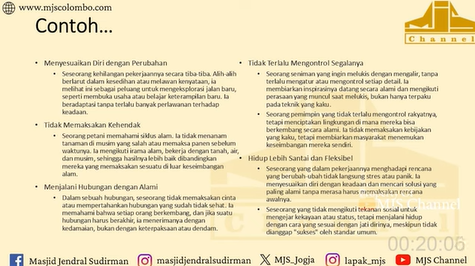 www.mjscolombo.com
Contoh...
Channel
• Menyesuaikan Diri dengan Perubahan
• Seseorang kehilangan pekerjaannya secara tiba-tiba. Alih-alih
berlarut dalam kesedihan atau melawan kenyataan, ia
melihat ini sebagai peluang untuk mengeksplorasi jalan baru,
seperti membuka usaha atau belajar keterampilan baru. Ia
beradaptasi tanpa terlalu banyak perlawanan terhadap
keadaan.
• Tidak Memaksakan Kehendak
• Seorang petani memahami siklus alam. Ia tidak menanam
tanaman di musim yang salah atau memaksa panen sebelum
waktunya. Ia mengikuti irama alam, bekerja dengan tanah, air,
dan musim, sehingga hasilnya lebih baik dibandingkan
mereka yang memaksakan sesuatu di luar keseimbangan
alam.
• Menjalani Hubungan dengan Alami
• Dalam sebuah hubungan, seseorang tidak memaksakan cinta
atau mempertahankan hubungan yang sudah tidak sehat. Ia
memahami bahwa setiap orang berkembang, dan jika suatu
hubungan harus berakhir, ia menerimanya dengan
kedamaian, bukan dengan keterpaksaan atau dendam.
• Tidak Terlalu Mengontrol Segalanya
• Seorang seniman yang ingin melukis dengan mengalir, tanpa
terlalu mengatur atau mengontrol setiap detail. Ia
membiarkan inspirasinya datang secara alami dan mengikuti
perasaan yang muncul saat melukis, bukan hanya terpaku
pada teknik yang kaku.
• Seorang pemimpin yang tidak terlalu mengontrol rakyatnya,
tetapi menciptakan lingkungan di mana mereka bisa
berkembang secara alami. Ia tidak memaksakan kebijakan
yang kaku, tetapi membiarkan masyarakat menemukan
keseimbangan mereka sendiri.
• Hidup Lebih Santai dan Fleksibel
• Seseorang yang dalam pekerjaannya menghadapi rencana
yang berubah-ubah tidak langsung stres atau panik. Ia
menyesuaikan diri dengan keadaan dan mencari solusi yang
paling alami tanpa merasa harus memaksakan rencana
awalnya.
• Seseorang yang tidak mengikuti tekanan sosial untuk
mengejar kekayaan atau status, tetapi menjalani hidup
dengan cara yang sesuai dengan jati dirinya, meskipun tidak
dianggap "sukses" oleh standar umum.
MJS Channel
00:20:06
Masjid Jendral Sudirman
masjidjendralsudirman
MJS_Jogja
lapak_mjs
MJS Channel